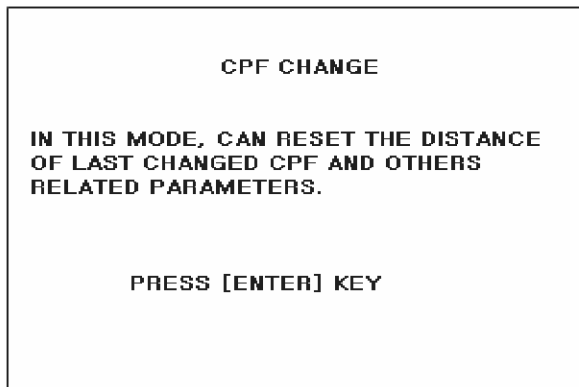 CPF CHANGE
IN THIS MODE, CAN RESET THE DISTANCE
OF LAST CHANGED CPF AND OTHERS
RELATED PARAMETERS.
PRESS [ENTER] KEY